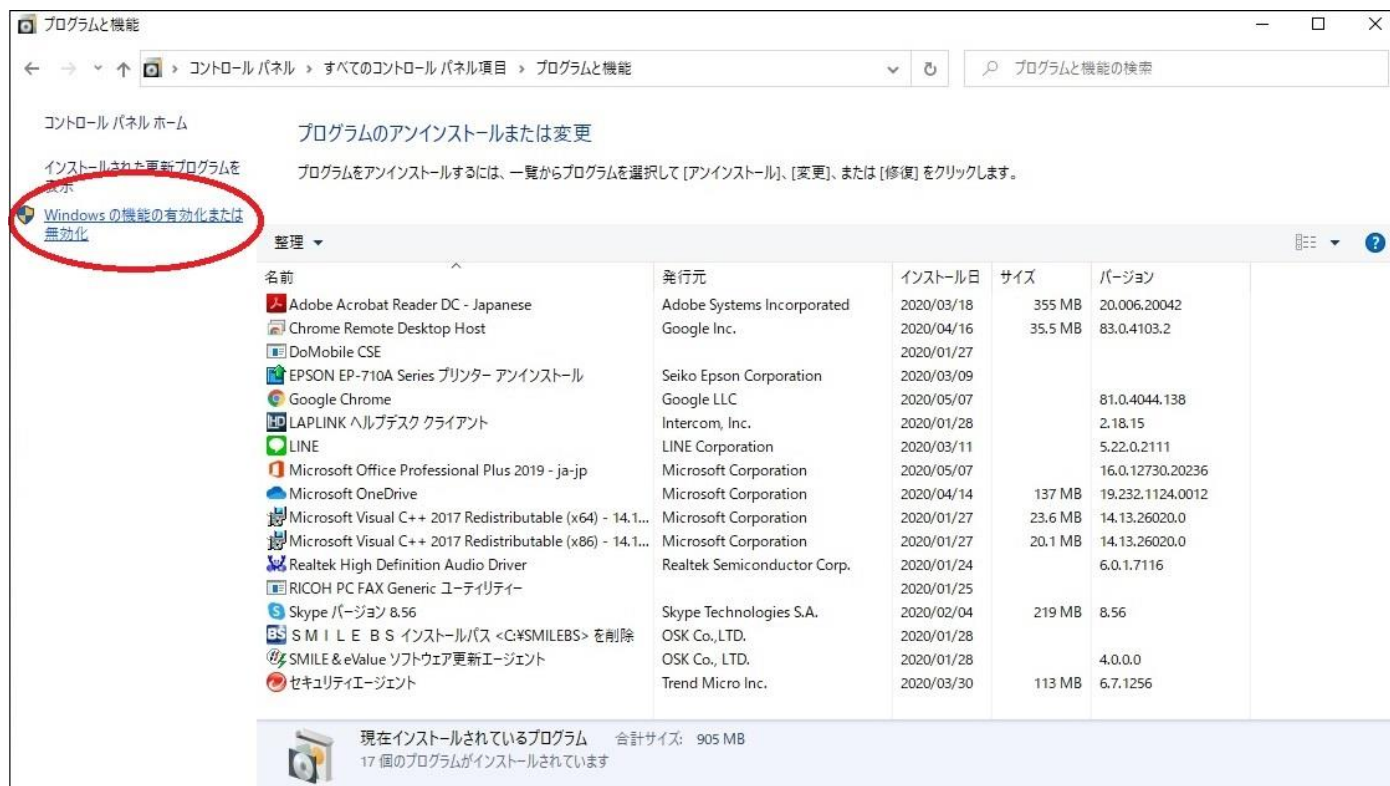 プログラムと機能
コントロール パネル › すべてのコントロール パネル項目 › プログラムと機能
プログラムと機能の検索
コントロール パネル ホーム
インストールされた更新プログラムを
表示
Windows の機能の有効化または
無効化
プログラムのアンインストールまたは変更
プログラムをアンインストールするには、一覧からプログラムを選択して [アンインストール]、[変更]、または [修復] をクリックします。
整理
名前 発行元 インストール日 サイズ バージョン
Adobe Acrobat Reader DC - Japanese Adobe Systems Incorporated 2020/03/18 355 MB 20.006.20042
Chrome Remote Desktop Host Google Inc. 2020/04/16 35.5 MB 83.0.4103.2
DoMobile CSE 2020/01/27
EPSON EP-710A Series プリンター アンインストール Seiko Epson Corporation 2020/03/09
Google Chrome Google LLC 2020/05/07 81.0.4044.138
LAPLINK ヘルプデスク クライアント Intercom, Inc. 2020/01/28 2.18.15
LINE LINE Corporation 2020/03/11 5.22.0.2111
Microsoft Office Professional Plus 2019 - ja-jp Microsoft Corporation 2020/05/07 16.0.12730.20236
Microsoft OneDrive Microsoft Corporation 2020/04/14 137 MB 19.232.1124.0012
Microsoft Visual C++ 2017 Redistributable (x64) - 14.1... Microsoft Corporation 2020/01/27 23.6 MB 14.13.26020.0
Microsoft Visual C++ 2017 Redistributable (x86) - 14.1... Microsoft Corporation 2020/01/27 20.1 MB 14.13.26020.0
Realtek High Definition Audio Driver Realtek Semiconductor Corp. 2020/01/24 6.0.1.7116
RICOH PC FAX Generic ユーティリティー 2020/01/25
Skype バージョン 8.56 Skype Technologies S.A. 2020/02/04 219 MB 8.56
ＳＭＩＬＥ ＢＳ インストールパス <C:¥SMILEBS> を削除 OSK Co.,LTD. 2020/01/28
SMILE & eValue ソフトウェア更新エージェント OSK Co., LTD. 2020/01/28 4.0.0.0
セキュリティエージェント Trend Micro Inc. 2020/03/30 113 MB 6.7.1256
現在インストールされているプログラム 合計サイズ: 905 MB
17 個のプログラムがインストールされています